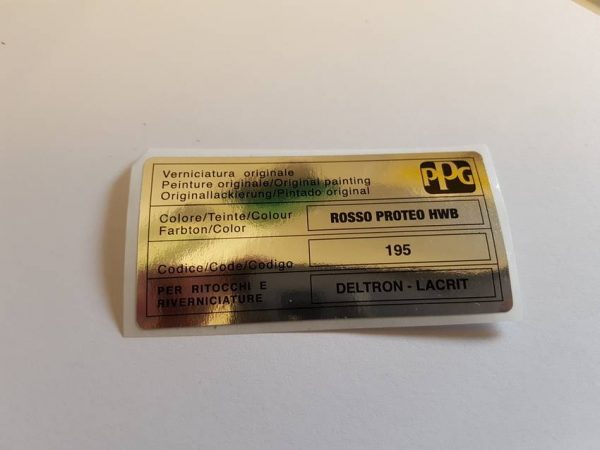 Verniciatura originale
Peinture originale/Original painting
Originallackierung/Pintado original
PPG
Colore/Teinte/Colour
Farbton/Color
ROSSO PROTEO HWB
Codice/Code/Codigo
195
PER RITOCCHI E
RIVERNICIATURE
DELTRON - LACRIT